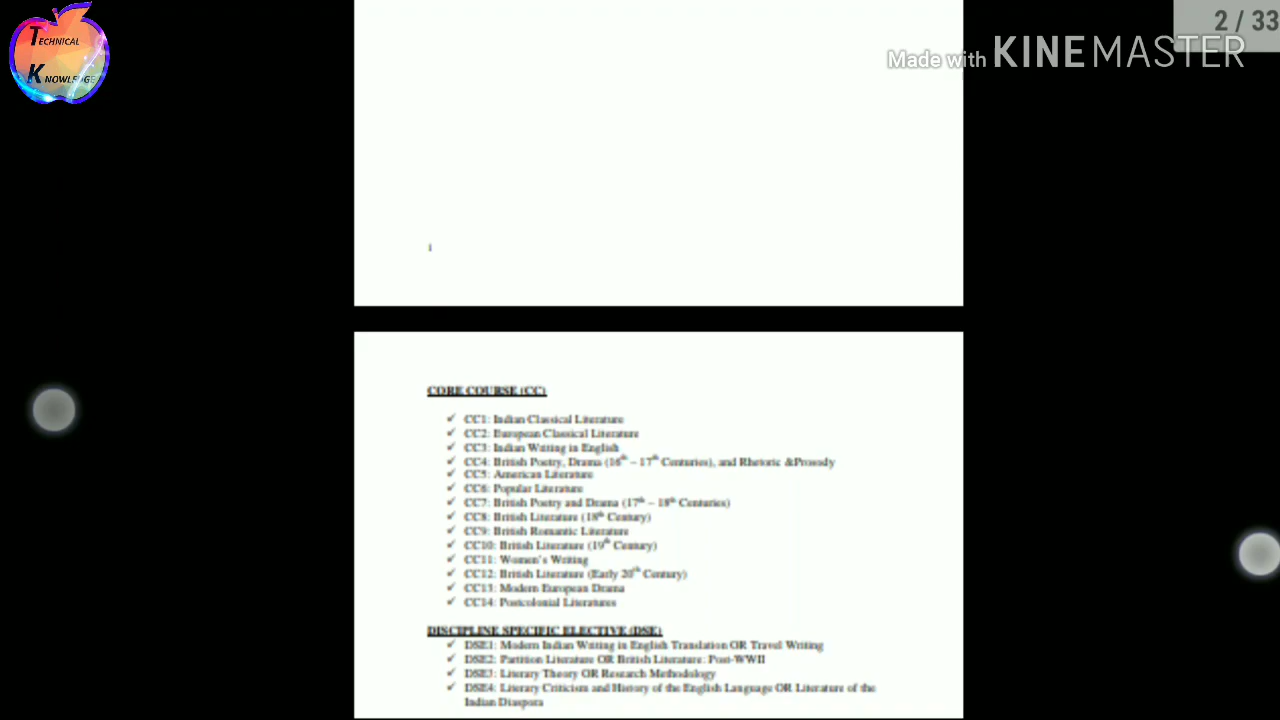 TECHNICAL
KNOWLEDGE
2 / 33
Made with KINEMASTER
1
CORE COURSE (CC)
✓ CC1: Indian Classical Literature
✓ CC2: European Classical Literature
✓ CC3: Indian Writing in English
✓ CC4: British Poetry, Drama (16th – 17th Centuries), and Rhetoric &Prosody
✓ CC5: American Literature
✓ CC6: Popular Literature
✓ CC7: British Poetry and Drama (17th – 18th Centuries)
✓ CC8: British Literature (18th Century)
✓ CC9: British Romantic Literature
✓ CC10: British Literature (19th Century)
✓ CC11: Women's Writing
✓ CC12: British Literature (Early 20th Century)
✓ CC13: Modern European Drama
✓ CC14: Postcolonial Literatures
DISCIPLINE SPECIFIC ELECTIVE (DSE)
✓ DSE1: Modern Indian Writing in English Translation OR Travel Writing
✓ DSE2: Partition Literature OR British Literature: Post-WWII
✓ DSE3: Literary Theory OR Research Methodology
✓ DSE4: Literary Criticism and History of the English Language OR Literature of the
Indian Diaspora